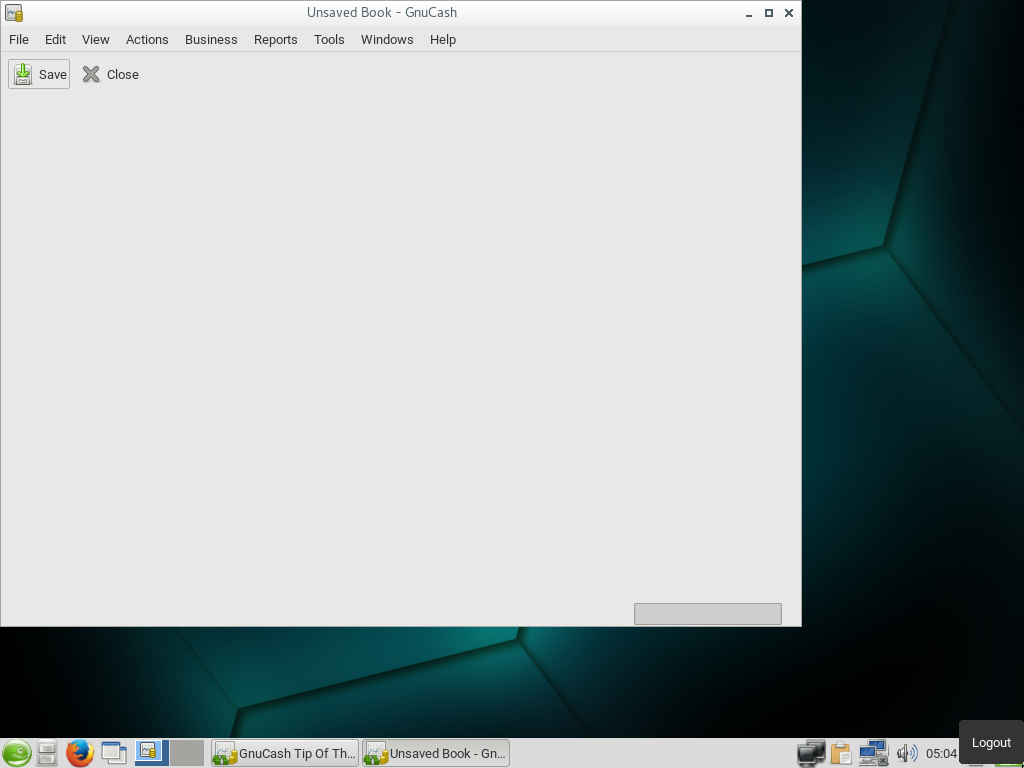 Unsaved Book - GnuCash
File Edit View Actions Business Reports Tools Windows Help
Save Close
GnuCash Tip Of Th... Unsaved Book - Gn... 05:04
Logout